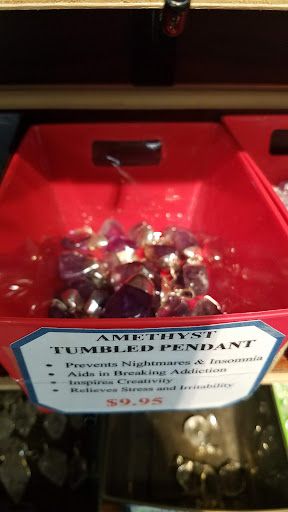 AMETHYST
TUMBLED PENDANT
• Prevents Nightmares & Insomnia
• Aids in Breaking Addiction
• Inspires Creativity
• Relieves Stress and Irritability
$9.95